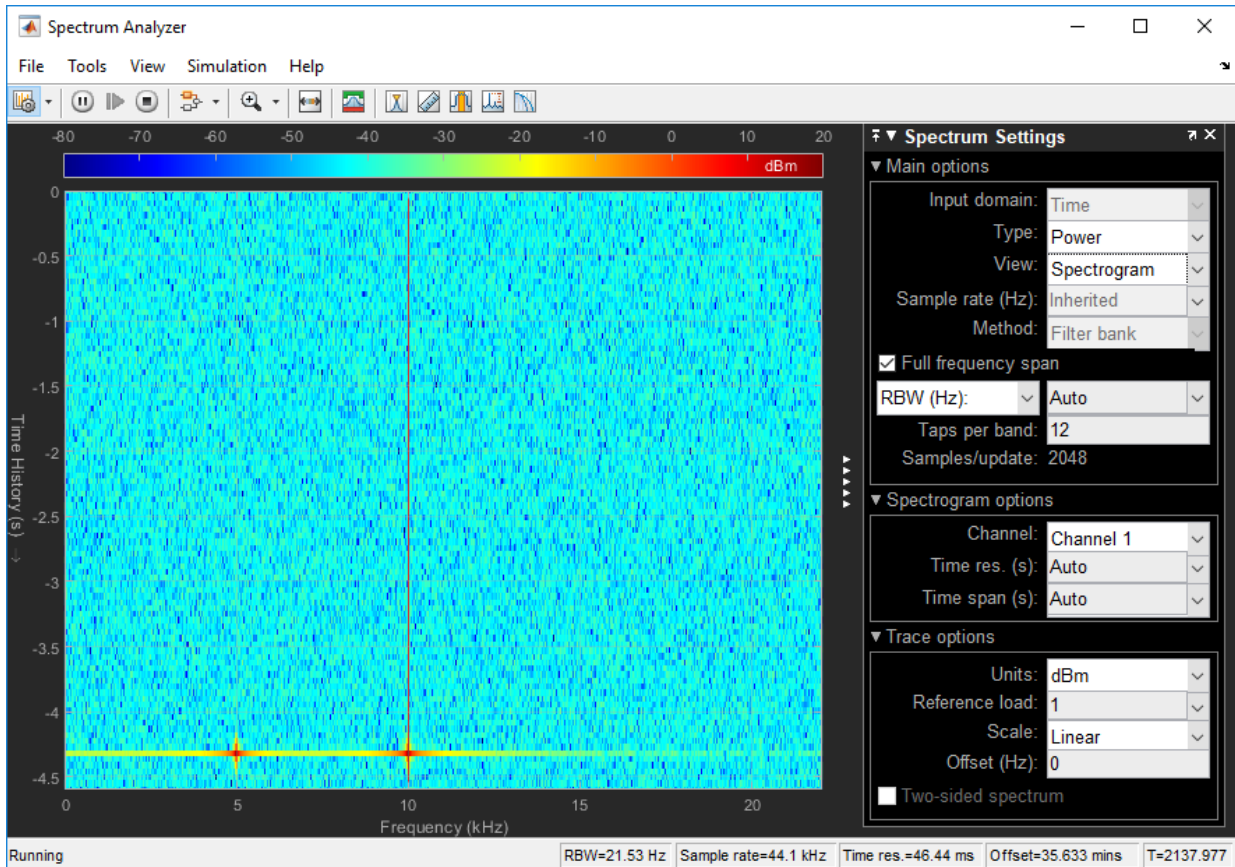 Spectrum Analyzer
File Tools View Simulation Help
-80 -70 -60 -50 -40 -30 -20 -10 0 10 20
dBm
0
-0.5
-1
-1.5
-2
-2.5
-3
-3.5
-4
-4.5
Time History (s) →
0 5 10 15 20
Frequency (kHz)
Spectrum Settings
Main options
Input domain: Time
Type: Power
View: Spectrogram
Sample rate (Hz): Inherited
Method: Filter bank
Full frequency span
RBW (Hz): Auto
Taps per band: 12
Samples/update: 2048
Spectrogram options
Channel: Channel 1
Time res. (s): Auto
Time span (s): Auto
Trace options
Units: dBm
Reference load: 1
Scale: Linear
Offset (Hz): 0
Two-sided spectrum
Running RBW=21.53 Hz Sample rate=44.1 kHz Time res.=46.44 ms Offset=35.633 mins T=2137.977